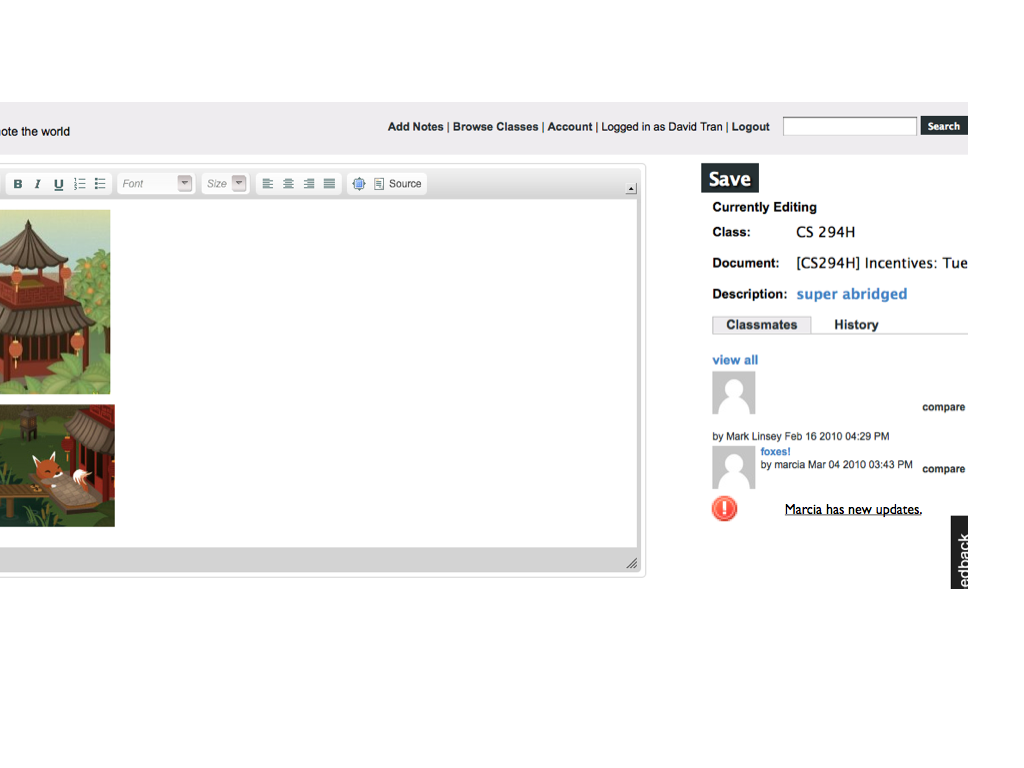 ote the world
Add Notes | Browse Classes | Account | Logged in as David Tran | Logout
Search
B I U Font Size Source
Save
Currently Editing
Class: CS 294H
Document: [CS294H] Incentives: Tue
Description: super abridged
Classmates History
view all
compare
by Mark Linsey Feb 16 2010 04:29 PM
foxes!
by marcia Mar 04 2010 03:43 PM
compare
Marcia has new updates.
edback